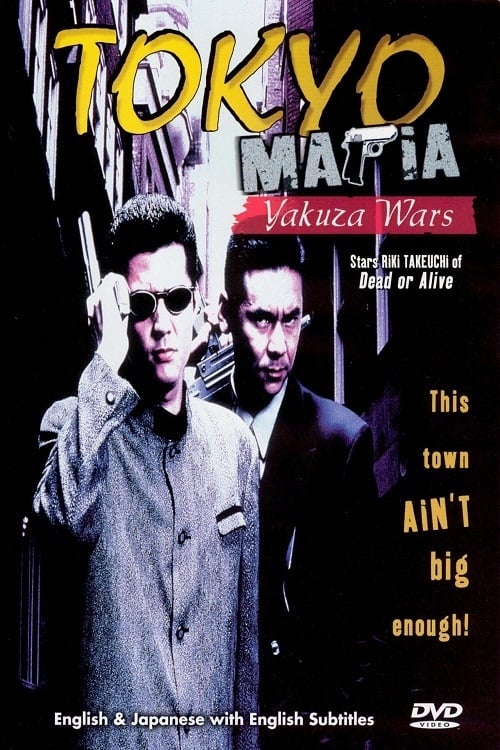 TOKYO
MAFIA
Yakuza Wars
Stars RiKi TAKEUCHi of
Dead or Alive
This
town
AiN'T
big
enough!
English & Japanese with English Subtitles
DVD
VIDEO